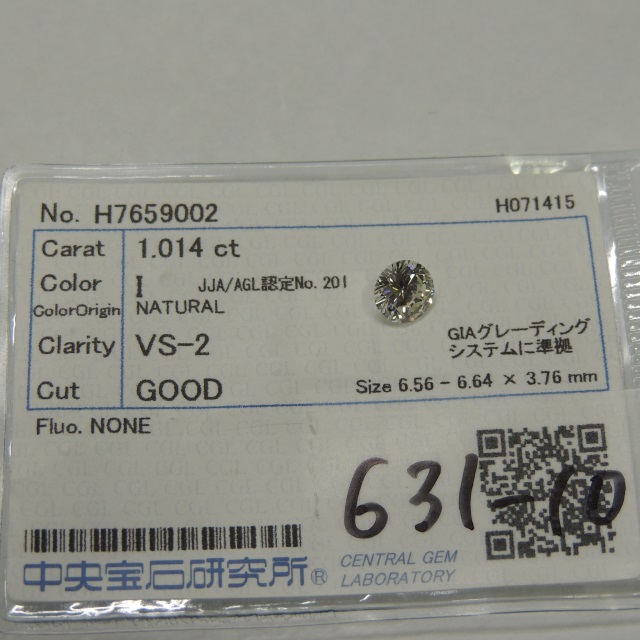 No. H7659002 H071415
Carat 1.014 ct
Color I JJA/AGL認定No. 201
ColorOrigin NATURAL
Clarity VS-2 GIAグレーディング
システムに準拠
Cut GOOD Size 6.56 - 6.64 × 3.76 mm
Fluo. NONE
631-10
中央宝石研究所® CENTRAL GEM
LABORATORY